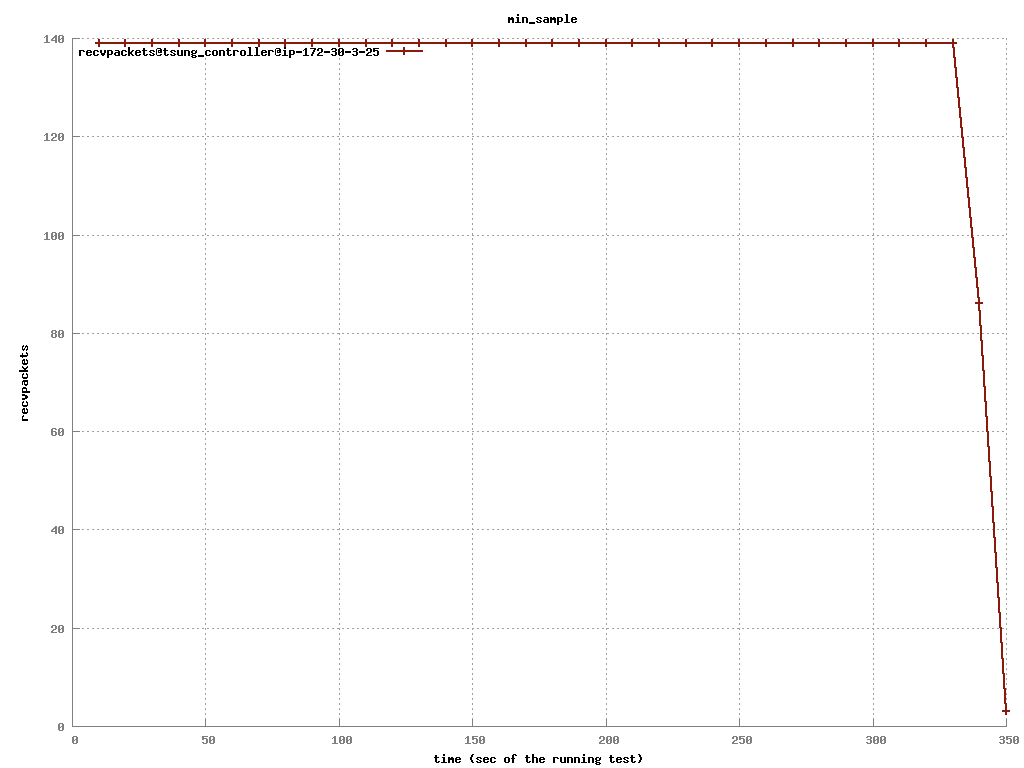 min_sample
140
recvpackets@tsung_controller@ip-172-30-3-25
120
100
80
recvpackets
60
40
20
0
0 50 100 150 200 250 300 350
time (sec of the running test)